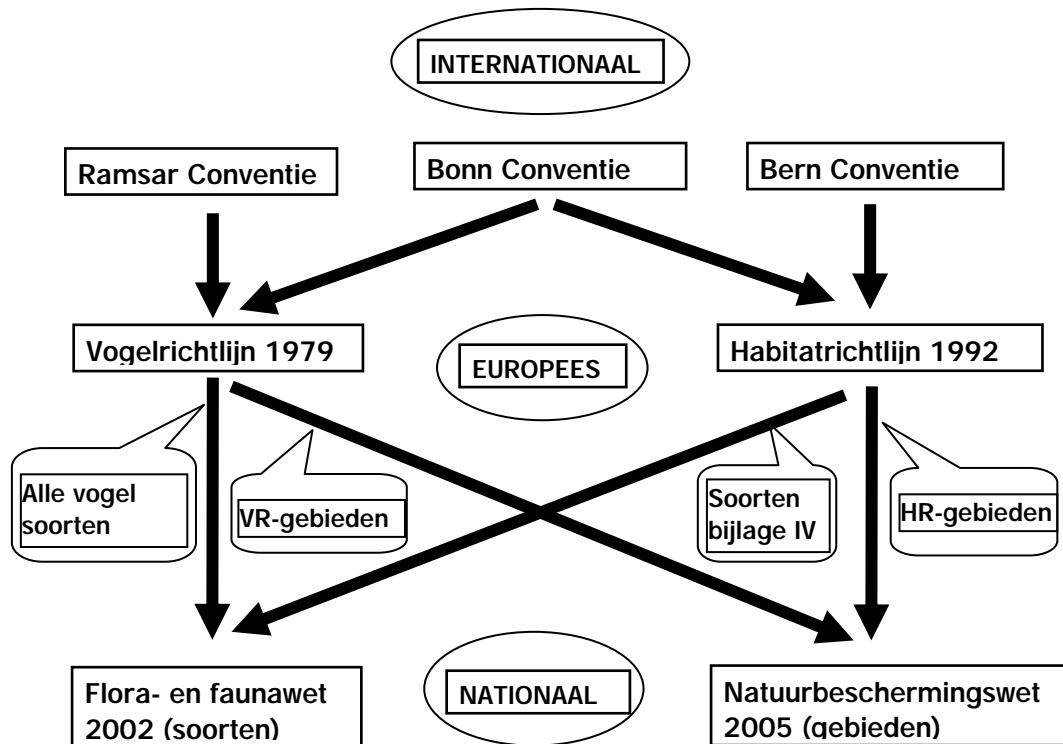 INTERNATIONAAL
Ramsar Conventie
Bonn Conventie
Bern Conventie
Vogelrichtlijn 1979
EUROPEES
Habitatrichtlijn 1992
Alle vogel
soorten
VR-gebieden
Soorten
bijlage IV
HR-gebieden
Flora- en faunawet
2002 (soorten)
NATIONAAL
Natuurbeschermingswet
2005 (gebieden)